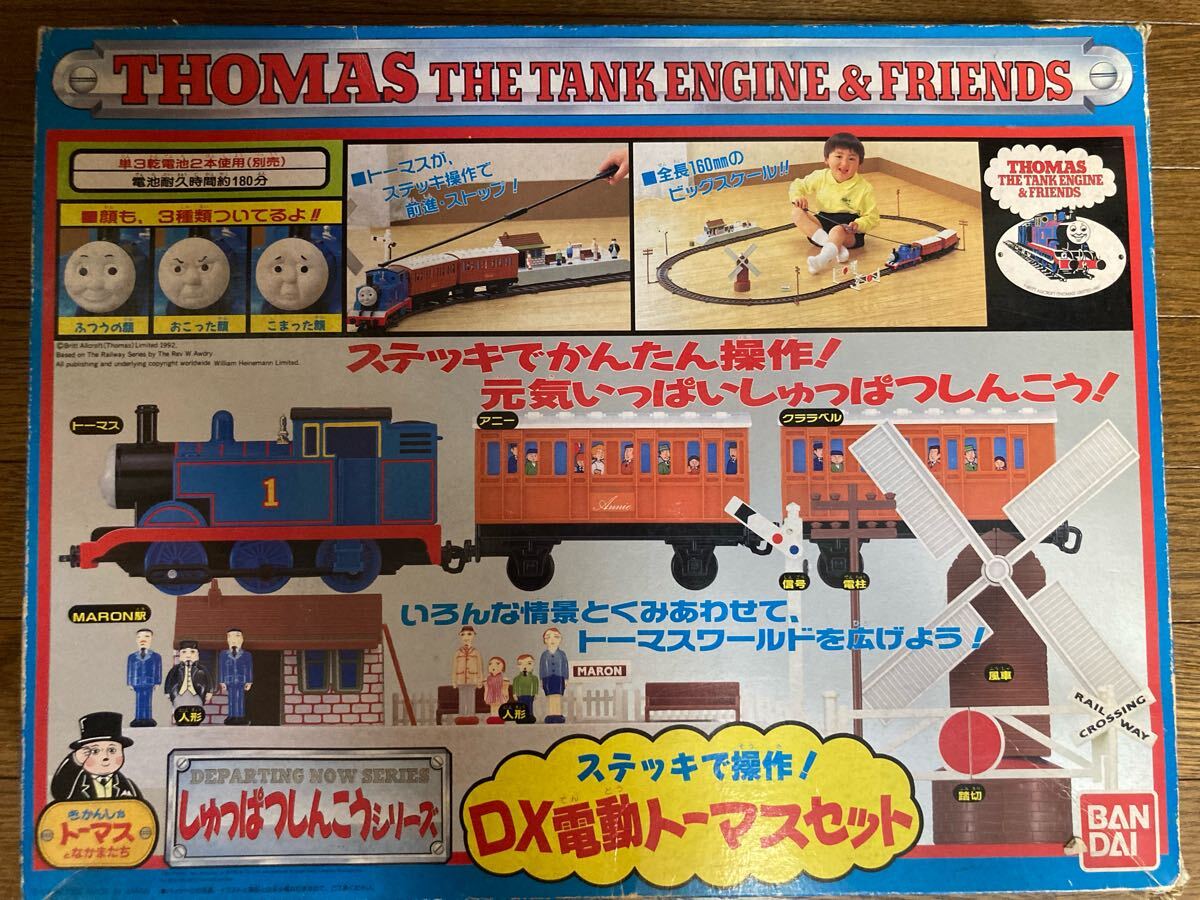 THOMAS THE TANK ENGINE & FRIENDS
単3乾電池2本使用(別売)
電池耐久時間約180分
■顔も、3種類ついてるよ!!
ふつうの顔
おこった顔
こまった顔
■トーマスが、
ステッキ操作で
前進・ストップ!
■全長160mmの
ビッグスケール!!
THOMAS
THE TANK ENGINE
& FRIENDS
©Britt Allcroft(Thomas) Limited 1992,
Based on The Railway Series by The Rev W Awdry
All publishing and underlying copyright worldwide William Heinemann Limited.
ステッキでかんたん操作!
元気いっぱいしゅっぱつしんこう!
トーマス
1
アニー
Annie
クララベル
信号
電柱
MARON駅
いろんな情景とくみあわせて、
トーマスワールドを広げよう!
人形
人形
MARON
風車
RAIL WAY
CROSSING
踏切
きかんしゃ
トーマス
となかまたち
DEPARTING NOW SERIES
しゅっぱつしんこうシリーズ
ステッキで操作!
DX電動トーマスセット
BAN
DAI